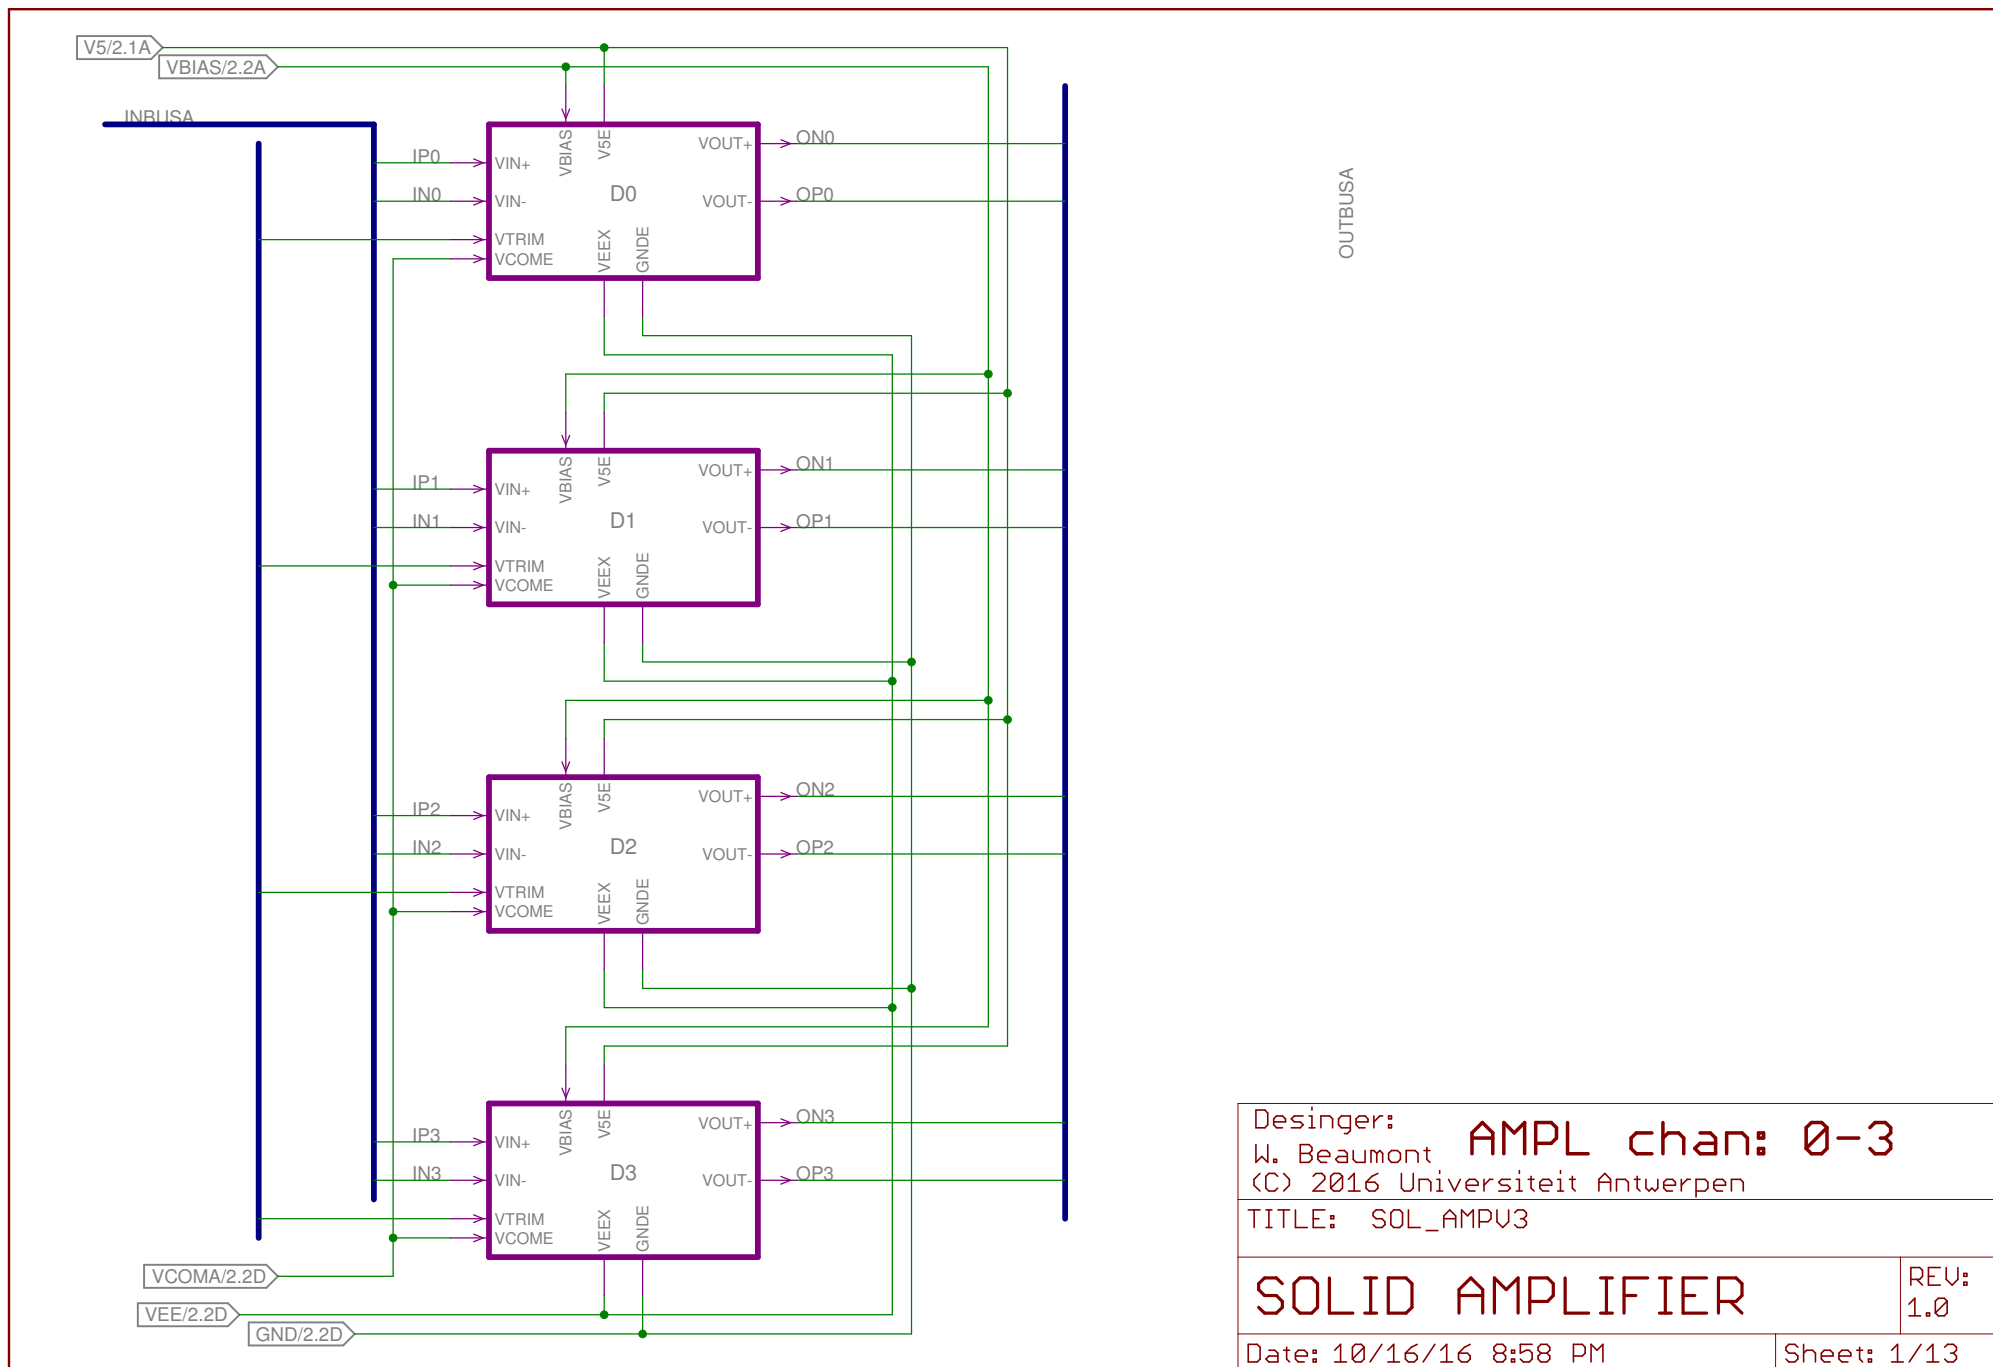 V5/2.1A
VBIAS/2.2A
INBUSA
OUTBUSA
IP0
IN0
VIN+
VIN-
VTRIM
VCOME
VBIAS
V5E
D0
VEEX
GNDE
VOUT+
VOUT-
ON0
OP0
IP1
IN1
VIN+
VIN-
VTRIM
VCOME
VBIAS
V5E
D1
VEEX
GNDE
VOUT+
VOUT-
ON1
OP1
IP2
IN2
VIN+
VIN-
VTRIM
VCOME
VBIAS
V5E
D2
VEEX
GNDE
VOUT+
VOUT-
ON2
OP2
IP3
IN3
VIN+
VIN-
VTRIM
VCOME
VBIAS
V5E
D3
VEEX
GNDE
VOUT+
VOUT-
ON3
OP3
VCOMA/2.2D
VEE/2.2D
GND/2.2D
Desinger:
W. Beaumont
AMPL chan: 0-3
(C) 2016 Universiteit Antwerpen
TITLE: SOL_AMPV3
SOLID AMPLIFIER
REV:
1.0
Date: 10/16/16 8:58 PM
Sheet: 1/13